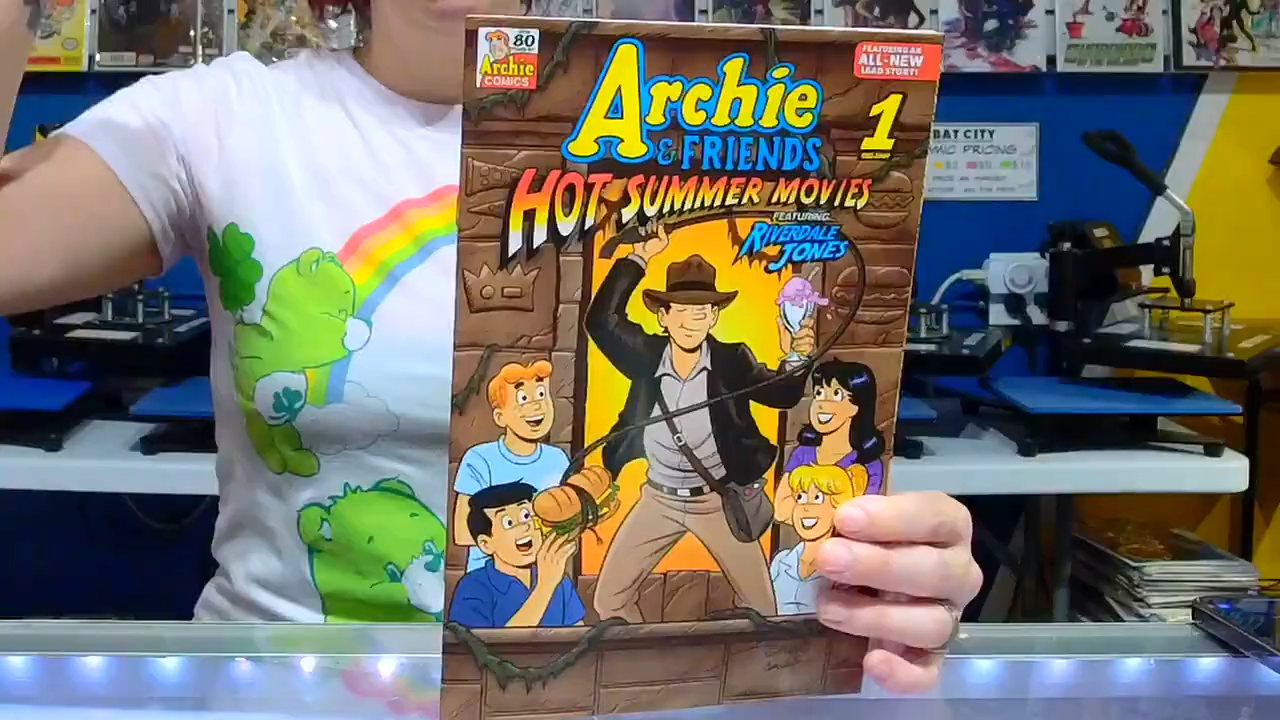 80
Archie
COMICS
Archie
& FRIENDS
HOT SUMMER MOVIES
FEATURING
RIVERDALE
JONES
FEATURING AN
ALL-NEW
LEAD STORY!
1
BAT CITY
MIC PRICING